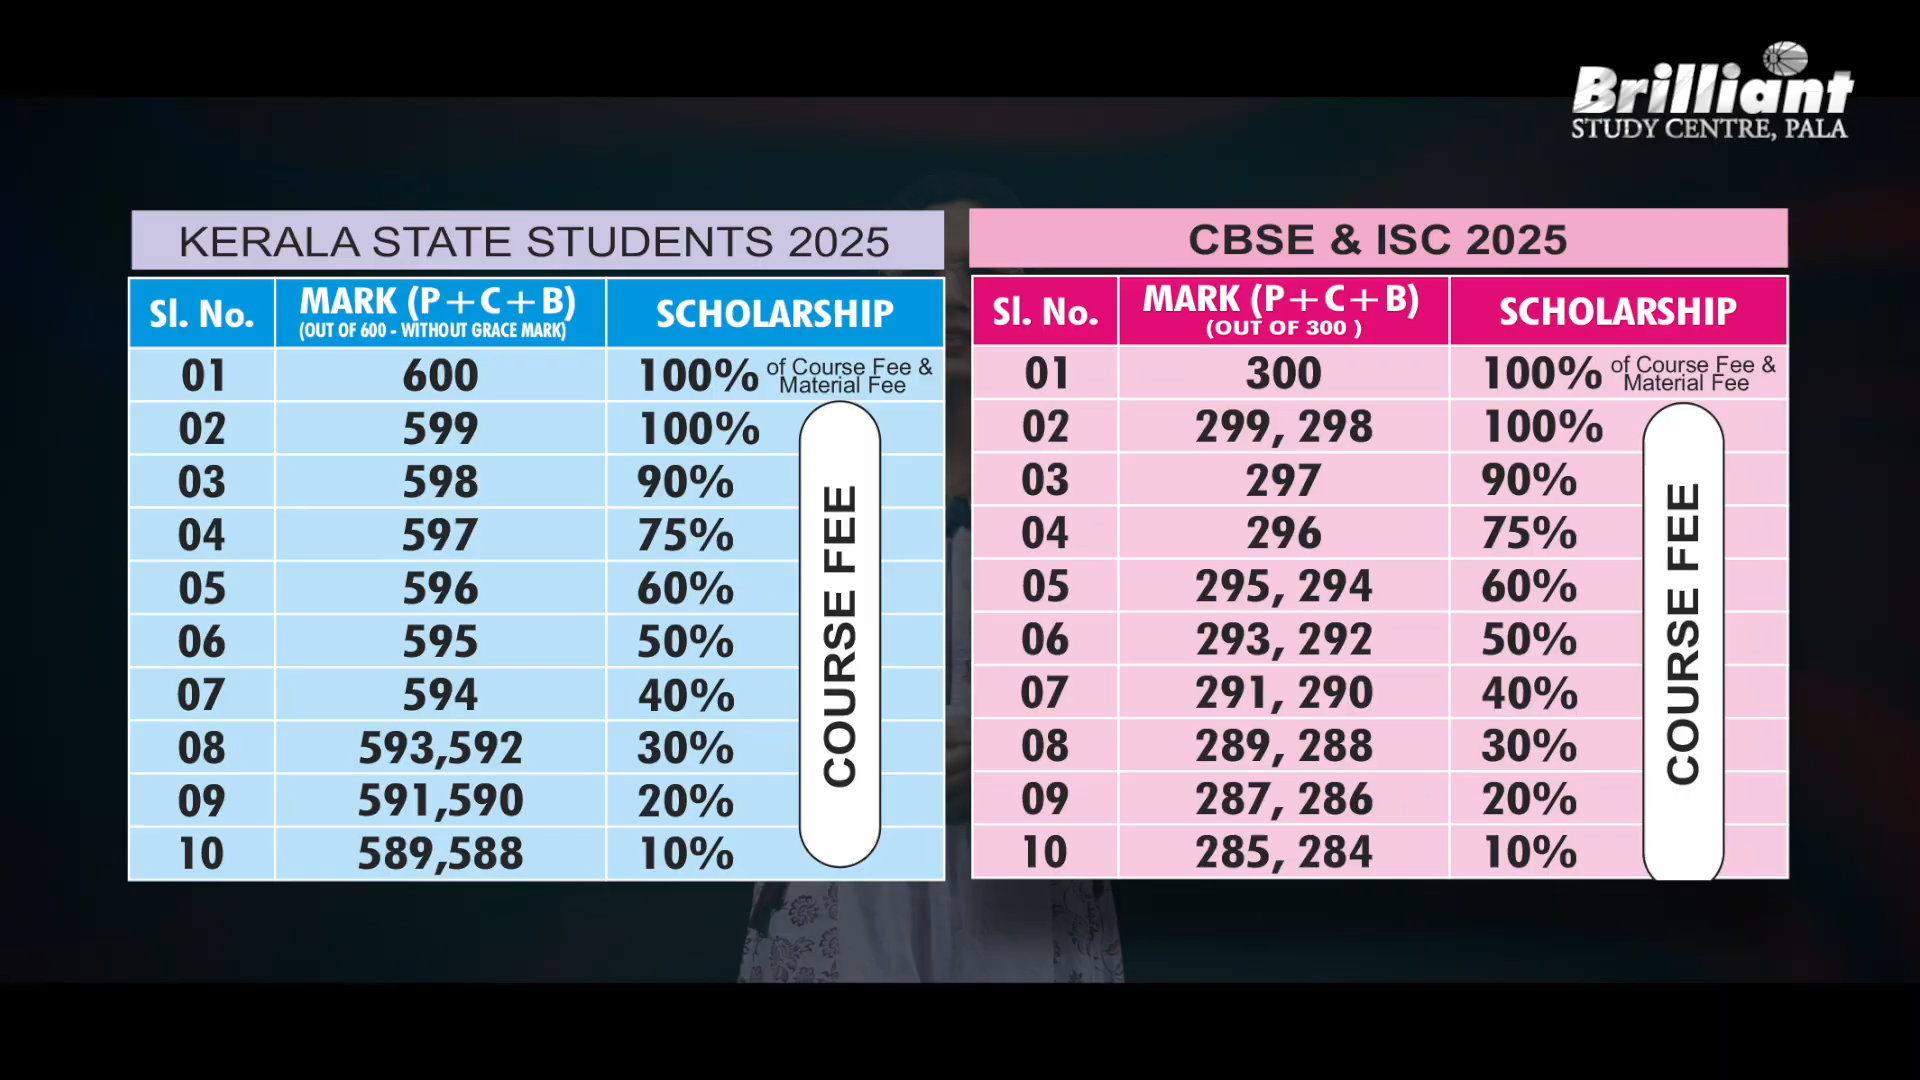 Brilliant
STUDY CENTRE, PALA
KERALA STATE STUDENTS 2025
Sl. No. MARK (P+C+B) SCHOLARSHIP
(OUT OF 600 - WITHOUT GRACE MARK)
01 600 100% of Course Fee &
Material Fee
02 599 100%
03 598 90%
04 597 75%
05 596 60%
06 595 50%
07 594 40%
08 593,592 30%
09 591,590 20%
10 589,588 10%
COURSE FEE
CBSE & ISC 2025
Sl. No. MARK (P+C+B) SCHOLARSHIP
(OUT OF 300 )
01 300 100% of Course Fee &
Material Fee
02 299, 298 100%
03 297 90%
04 296 75%
05 295, 294 60%
06 293, 292 50%
07 291, 290 40%
08 289, 288 30%
09 287, 286 20%
10 285, 284 10%
COURSE FEE